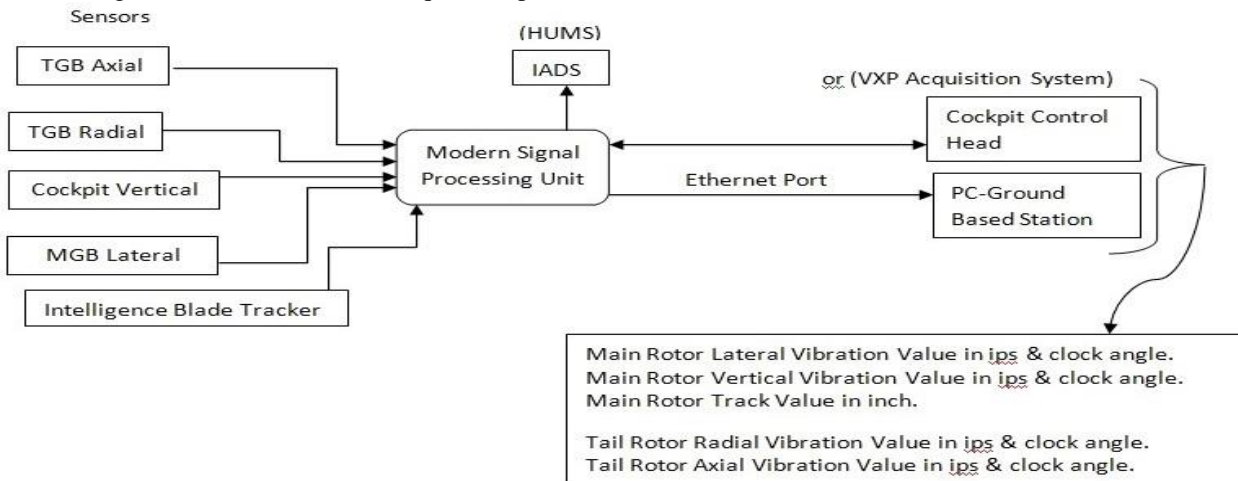 Sensors
TGB Axial
TGB Radial
Cockpit Vertical
MGB Lateral
Intelligence Blade Tracker
(HUMS)
IADS
Modern Signal
Processing Unit
Ethernet Port
or (VXP Acquisition System)
Cockpit Control
Head
PC-Ground
Based Station
Main Rotor Lateral Vibration Value in ips & clock angle.
Main Rotor Vertical Vibration Value in ips & clock angle.
Main Rotor Track Value in inch.
Tail Rotor Radial Vibration Value in ips & clock angle.
Tail Rotor Axial Vibration Value in ips & clock angle.